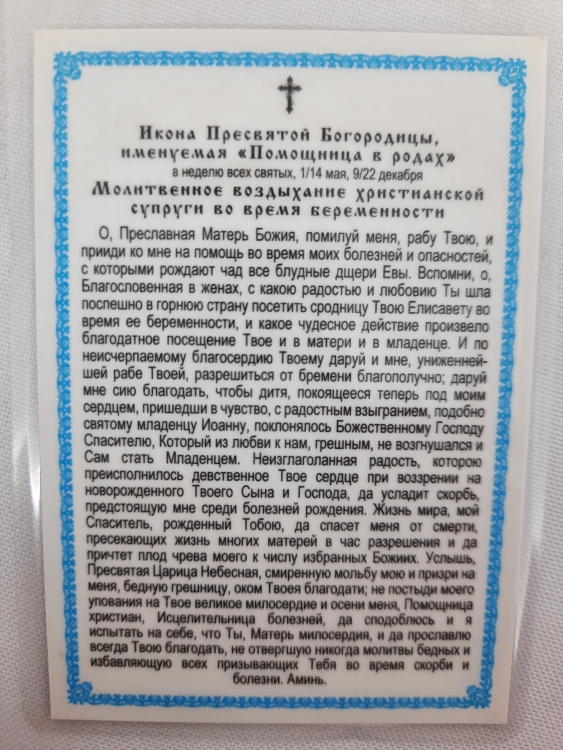 Икона Пресвятой Богородицы,
именуемая «Помощница в родах»
в неделю всех святых, 1/14 мая, 9/22 декабря
Молитвенное воздыхание христианской
супруги во время беременности
О, Преславная Матерь Божия, помилуй меня, рабу Твою, и
прииди ко мне на помощь во время моих болезней и опасностей,
с которыми рождают чад все блудные дщери Евы. Вспомни, о,
Благословенная в женах, с какою радостью и любовию Ты шла
поспешно в горнюю страну посетить сродницу Твою Елисавету во
время ее беременности, и какое чудесное действие произвело
благодатное посещение Твое и в матери и в младенце. И по
неисчерпаемому благосердию Твоему даруй и мне, униженней-
шей рабе Твоей, разрешиться от бремени благополучно; даруй
мне сию благодать, чтобы дитя, покоящееся теперь под моим
сердцем, пришедши в чувство, с радостным взыгранием, подобно
святому младенцу Иоанну, поклонялось Божественному Господу
Спасителю, Который из любви к нам, грешным, не возгнушался и
Сам стать Младенцем. Неизглаголанная радость, которою
преисполнилось девственное Твое сердце при воззрении на
новорожденного Твоего Сына и Господа, да усладит скорбь,
предстоящую мне среди болезней рождения. Жизнь мира, мой
Спаситель, рожденный Тобою, да спасет меня от смерти,
пресекающих жизнь многих матерей в час разрешения и да
причтет плод чрева моего к числу избранных Божиих. Услышь,
Пресвятая Царица Небесная, смиренную мольбу мою и призри на
меня, бедную грешницу, оком Твоея благодати; не постыди моего
упования на Твое великое милосердие и осени меня, Помощница
христиан, Исцелительница болезней, да сподоблюсь и я
испытать на себе, что Ты, Матерь милосердия, и да прославлю
всегда Твою благодать, не отвергшую никогда молитвы бедных и
избавляющую всех призывающих Тебя во время скорби и
болезни. Аминь.